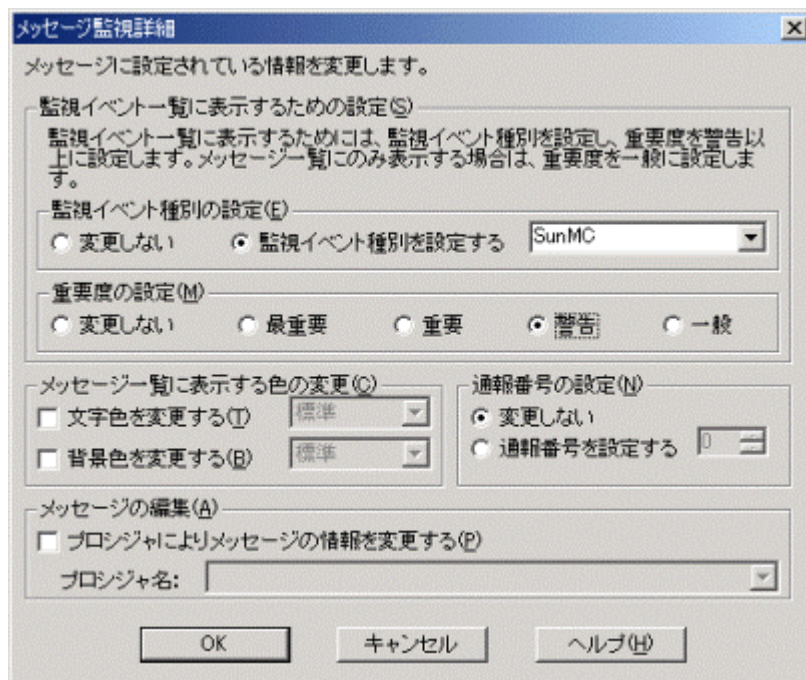 メッセージ監視詳細
メッセージに設定されている情報を変更します。
監視イベント一覧に表示するための設定(S)
監視イベント一覧に表示するためには、監視イベント種別を設定し、重要度を警告以
上に設定します。メッセージ一覧にのみ表示する場合は、重要度を一般に設定しま
す。
監視イベント種別の設定(E)
変更しない 監視イベント種別を設定する SunMC
重要度の設定(M)
変更しない 最重要 重要 警告 一般
メッセージ一覧に表示する色の変更(C)
文字色を変更する(T) 標準
背景色を変更する(B) 標準
通報番号の設定(N)
変更しない
通報番号を設定する 0
メッセージの編集(A)
プロシジャによりメッセージの情報を変更する(P)
プロシジャ名:
OK キャンセル ヘルプ(H)